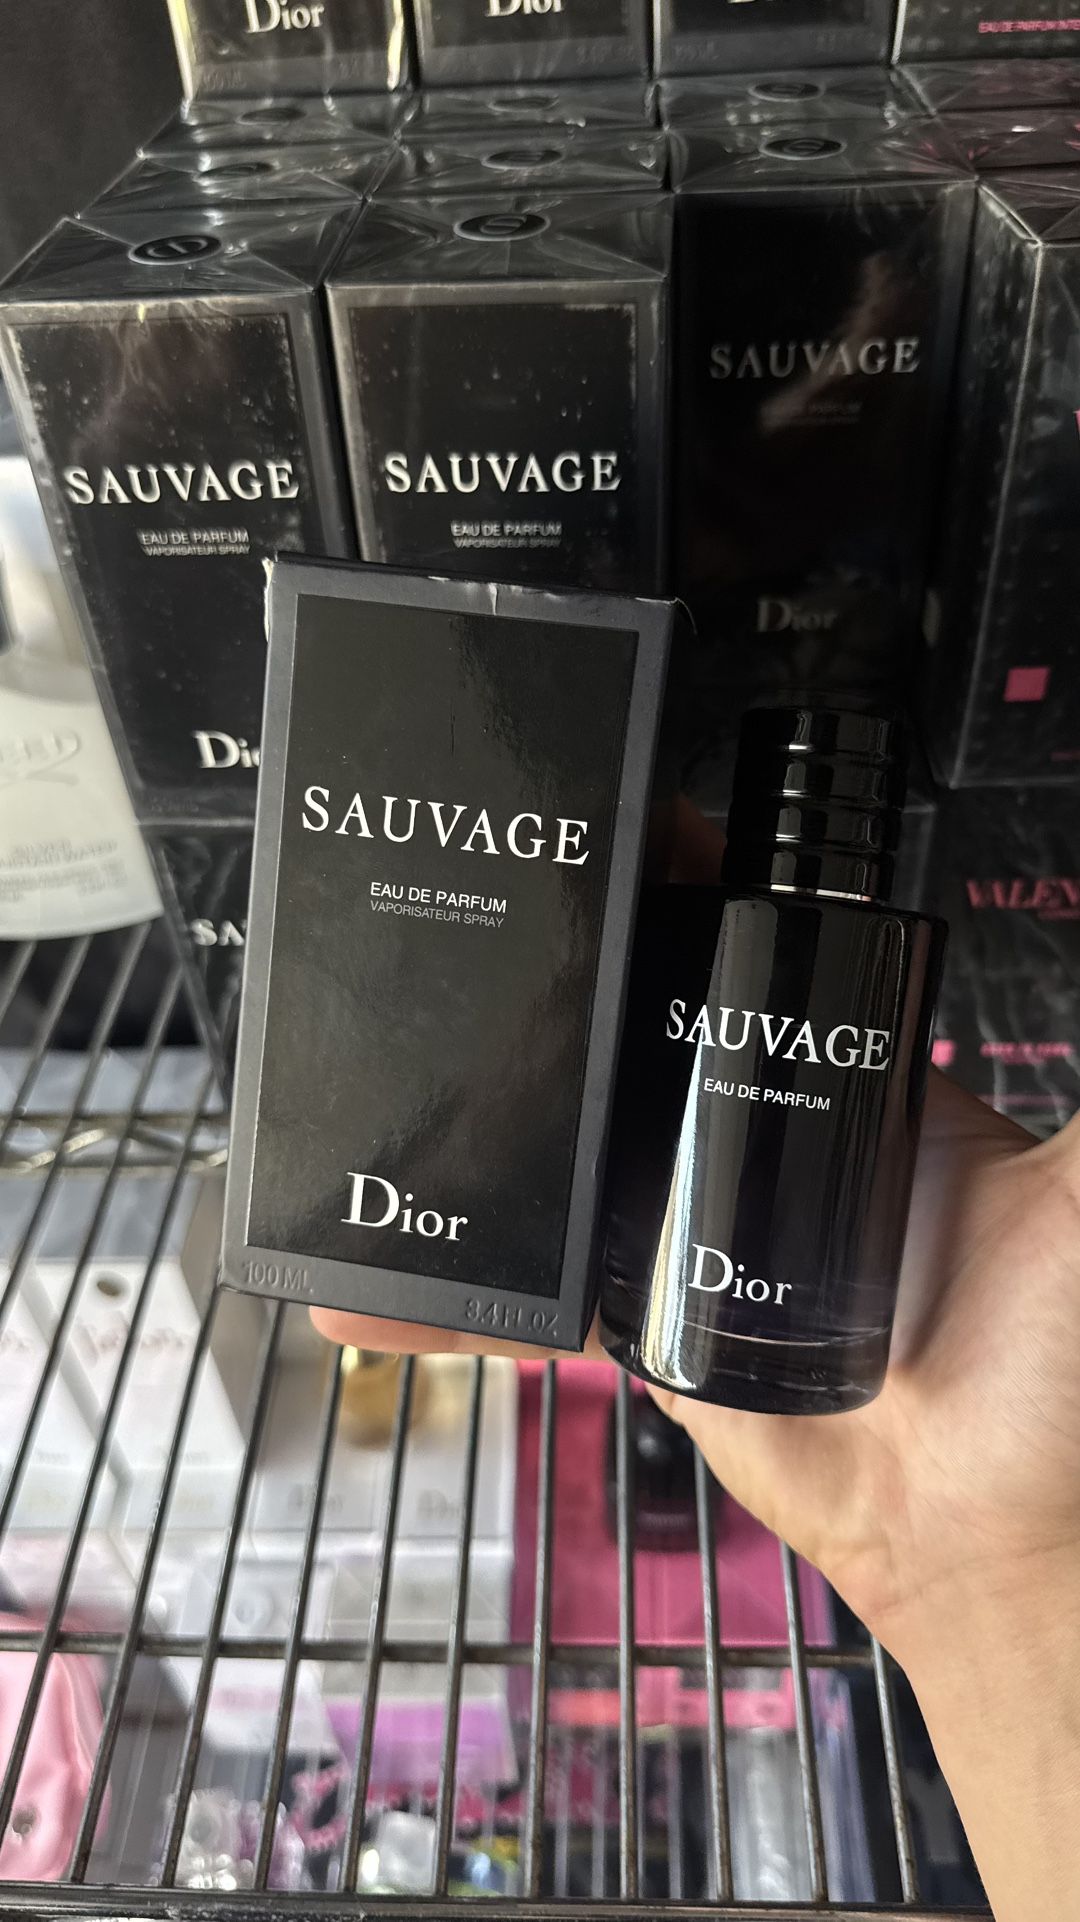 Dior
Dior
Dior
SAUVAGE
EAU DE PARFUM
VAPORISATEUR SPRAY
SAUVAGE
EAU DE PARFUM
VAPORISATEUR SPRAY
SAUVAGE
Dior
SAUVAGE
EAU DE PARFUM
VAPORISATEUR SPRAY
Dior
100 ML
3.4 FL.OZ
SAUVAGE
EAU DE PARFUM
Dior